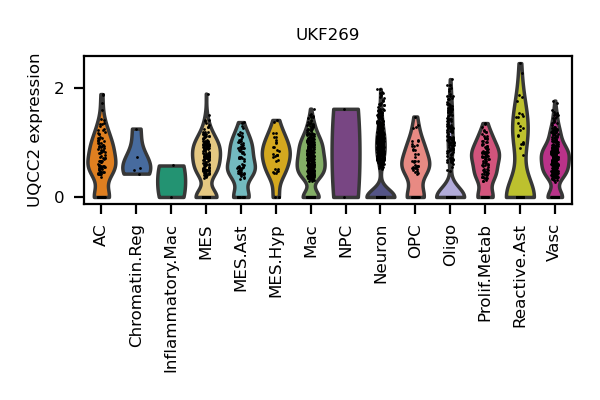 UKF269
QUCC2 expression
2
0
AC
Chromatin.Reg
Inflammatory.Mac
MES
MES.Ast
MES.Hyp
Mac
NPC
Neuron
OPC
Oligo
Prolif.Metab
Reactive.Ast
Vasc